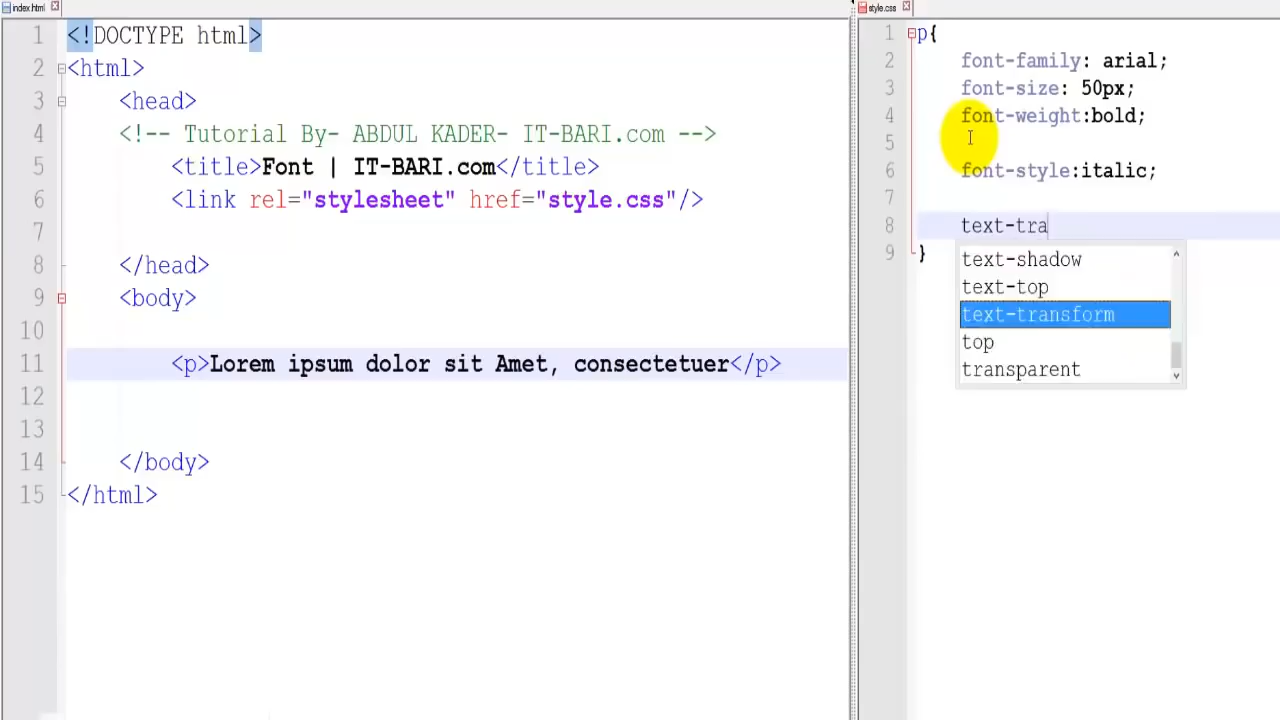 index.html
1 <!DOCTYPE html>
2 <html>
3 <head>
4 <!-- Tutorial By- ABDUL KADER- IT-BARI.com -->
5 <title>Font | IT-BARI.com</title>
6 <link rel="stylesheet" href="style.css"/>
7
8 </head>
9 <body>
10
11 <p>Lorem ipsum dolor sit Amet, consectetuer</p>
12
13
14 </body>
15 </html>
style.css
1 p{
2 font-family: arial;
3 font-size: 50px;
4 font-weight:bold;
5
6 font-style:italic;
7
8 text-tra
9 }
text-shadow
text-top
text-transform
top
transparent